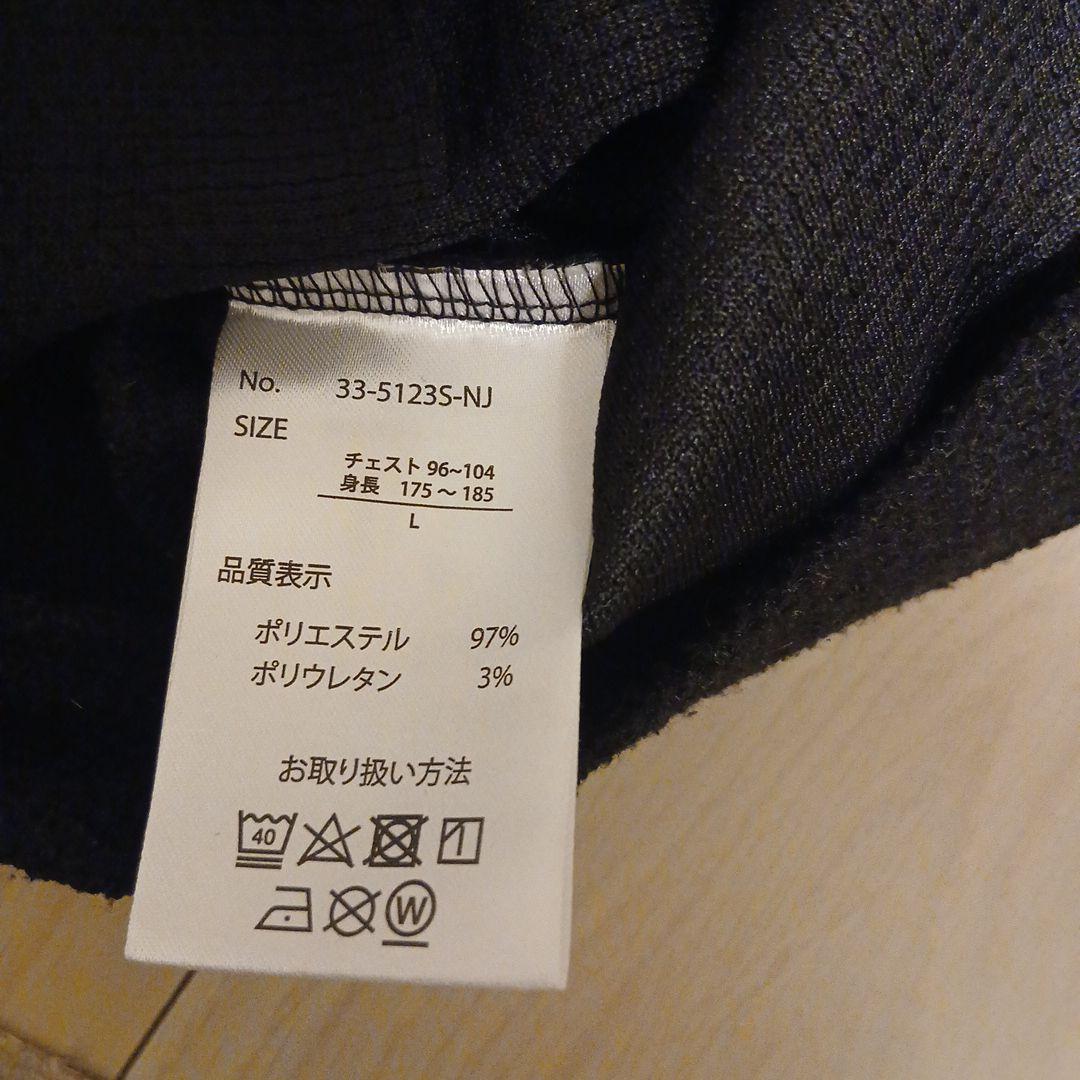 No. 33-5123S-NJ
SIZE
チェスト 96~104
身長 175～185
L
品質表示
ポリエステル 97%
ポリウレタン 3%
お取り扱い方法
40
W